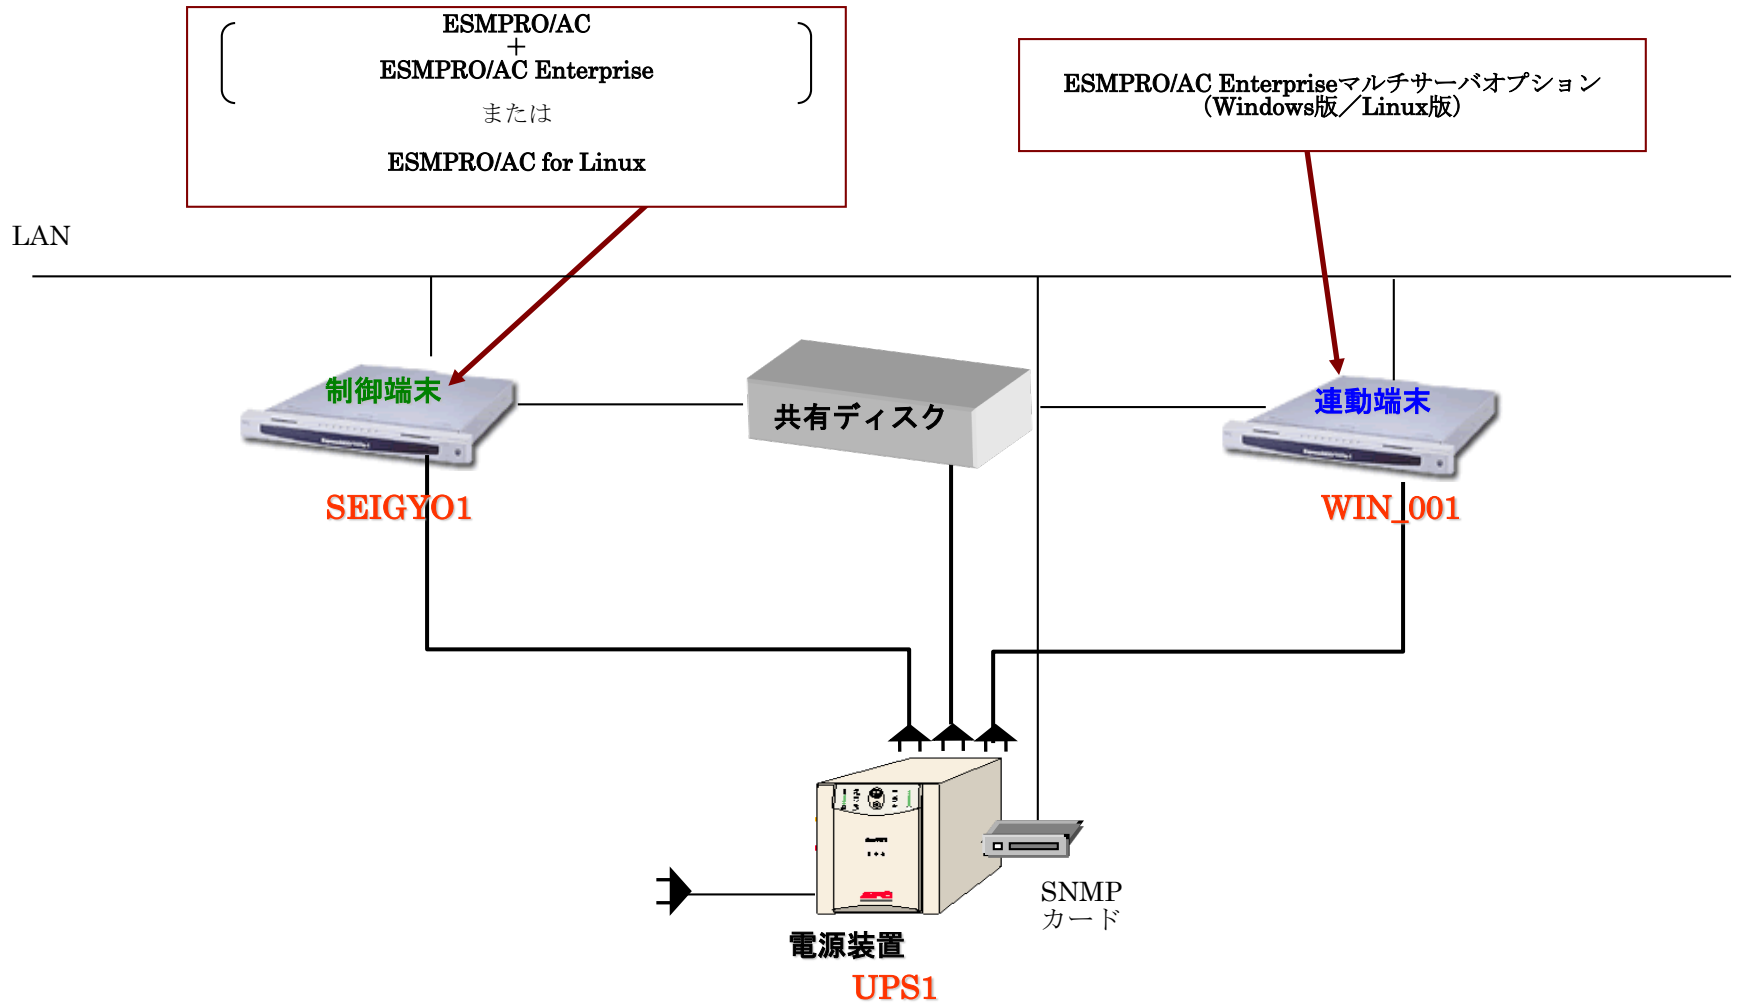 ESMPRO/AC
＋
ESMPRO/AC Enterprise
または
ESMPRO/AC for Linux
ESMPRO/AC Enterpriseマルチサーバオプション
（Windows版／Linux版）
LAN
制御端末
共有ディスク
連動端末
SEIGYO1
WIN_001
APC
SNMP
カード
電源装置
UPS1